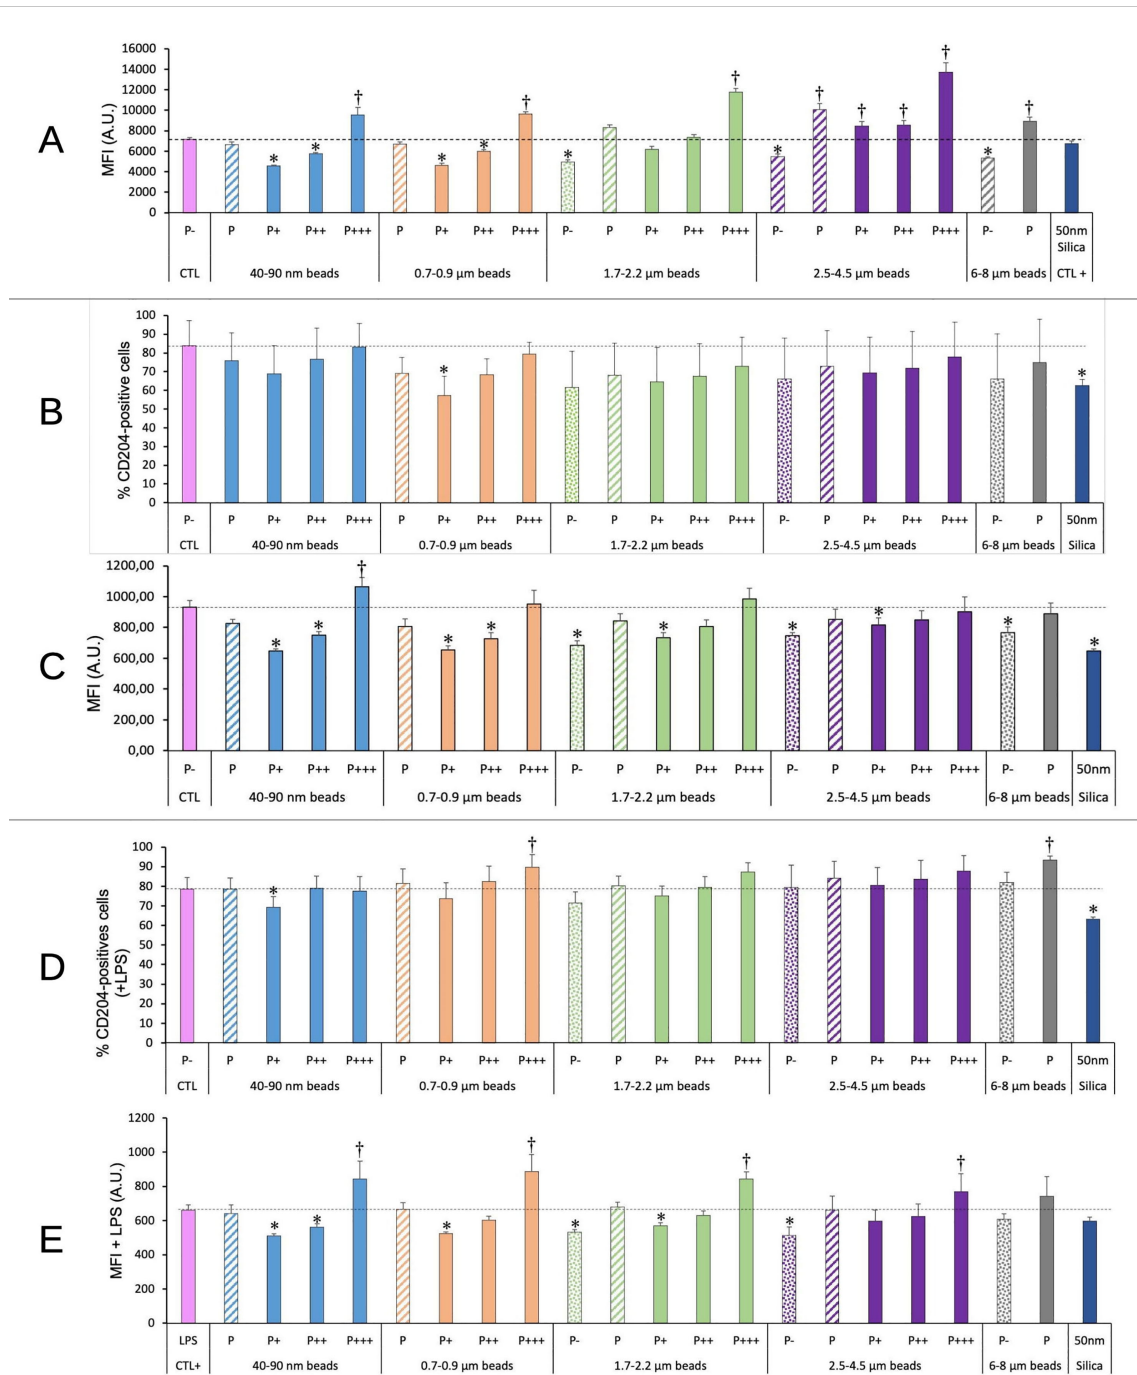 A
MFI (A.U.)
16000
14000
12000
10000
8000
6000
4000
2000
0
† † † † † † † †
* * * * * * *
P- P P+ P++ P+++ P P+ P++ P+++ P- P P+ P++ P+++ P- P P+ P++ P+++ P- P 50nm
Silica
CTL 40-90 nm beads 0.7-0.9 µm beads 1.7-2.2 µm beads 2.5-4.5 µm beads 6-8 µm beads CTL +
B
% CD204-positive cells
100
90
80
70
60
50
40
30
20
10
0
* *
P- P P+ P++ P+++ P P+ P++ P+++ P- P P+ P++ P+++ P- P P+ P++ P+++ P- P 50nm
CTL 40-90 nm beads 0.7-0.9 µm beads 1.7-2.2 µm beads 2.5-4.5 µm beads 6-8 µm beads Silica
C
MFI (A.U.)
1200,00
1000,00
800,00
600,00
400,00
200,00
0,00
†
* * * * * * * * * *
P- P P+ P++ P+++ P P+ P++ P+++ P- P P+ P++ P+++ P- P P+ P++ P+++ P- P 50nm
CTL 40-90 nm beads 0.7-0.9 µm beads 1.7-2.2 µm beads 2.5-4.5 µm beads 6-8 µm beads Silica
D
% CD204-positives cells
(+LPS)
100
90
80
70
60
50
40
30
20
10
0
* † † *
P- P P+ P++ P+++ P P+ P++ P+++ P- P P+ P++ P+++ P- P P+ P++ P+++ P- P 50nm
CTL 40-90 nm beads 0.7-0.9 µm beads 1.7-2.2 µm beads 2.5-4.5 µm beads 6-8 µm beads Silica
E
MFI + LPS (A.U.)
1200
1000
800
600
400
200
0
† † † †
* * * * * *
LPS P P+ P++ P+++ P P+ P++ P+++ P- P P+ P++ P+++ P- P P+ P++ P+++ P- P 50nm
CTL+ 40-90 nm beads 0.7-0.9 µm beads 1.7-2.2 µm beads 2.5-4.5 µm beads 6-8 µm beads Silica